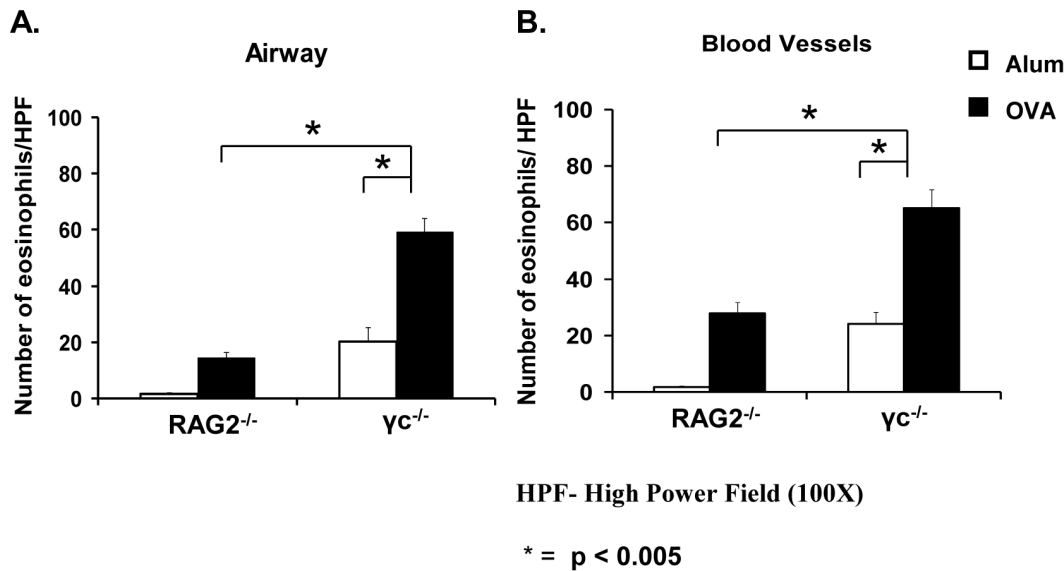 A.
Airway
Number of eosinophils/HPF
100
80
60
40
20
0
*
*
RAG2-/-
γc-/-
B.
Blood Vessels
Number of eosinophils/ HPF
100
80
60
40
20
0
*
*
RAG2-/-
γc-/-
Alum
OVA
HPF- High Power Field (100X)
* = p < 0.005